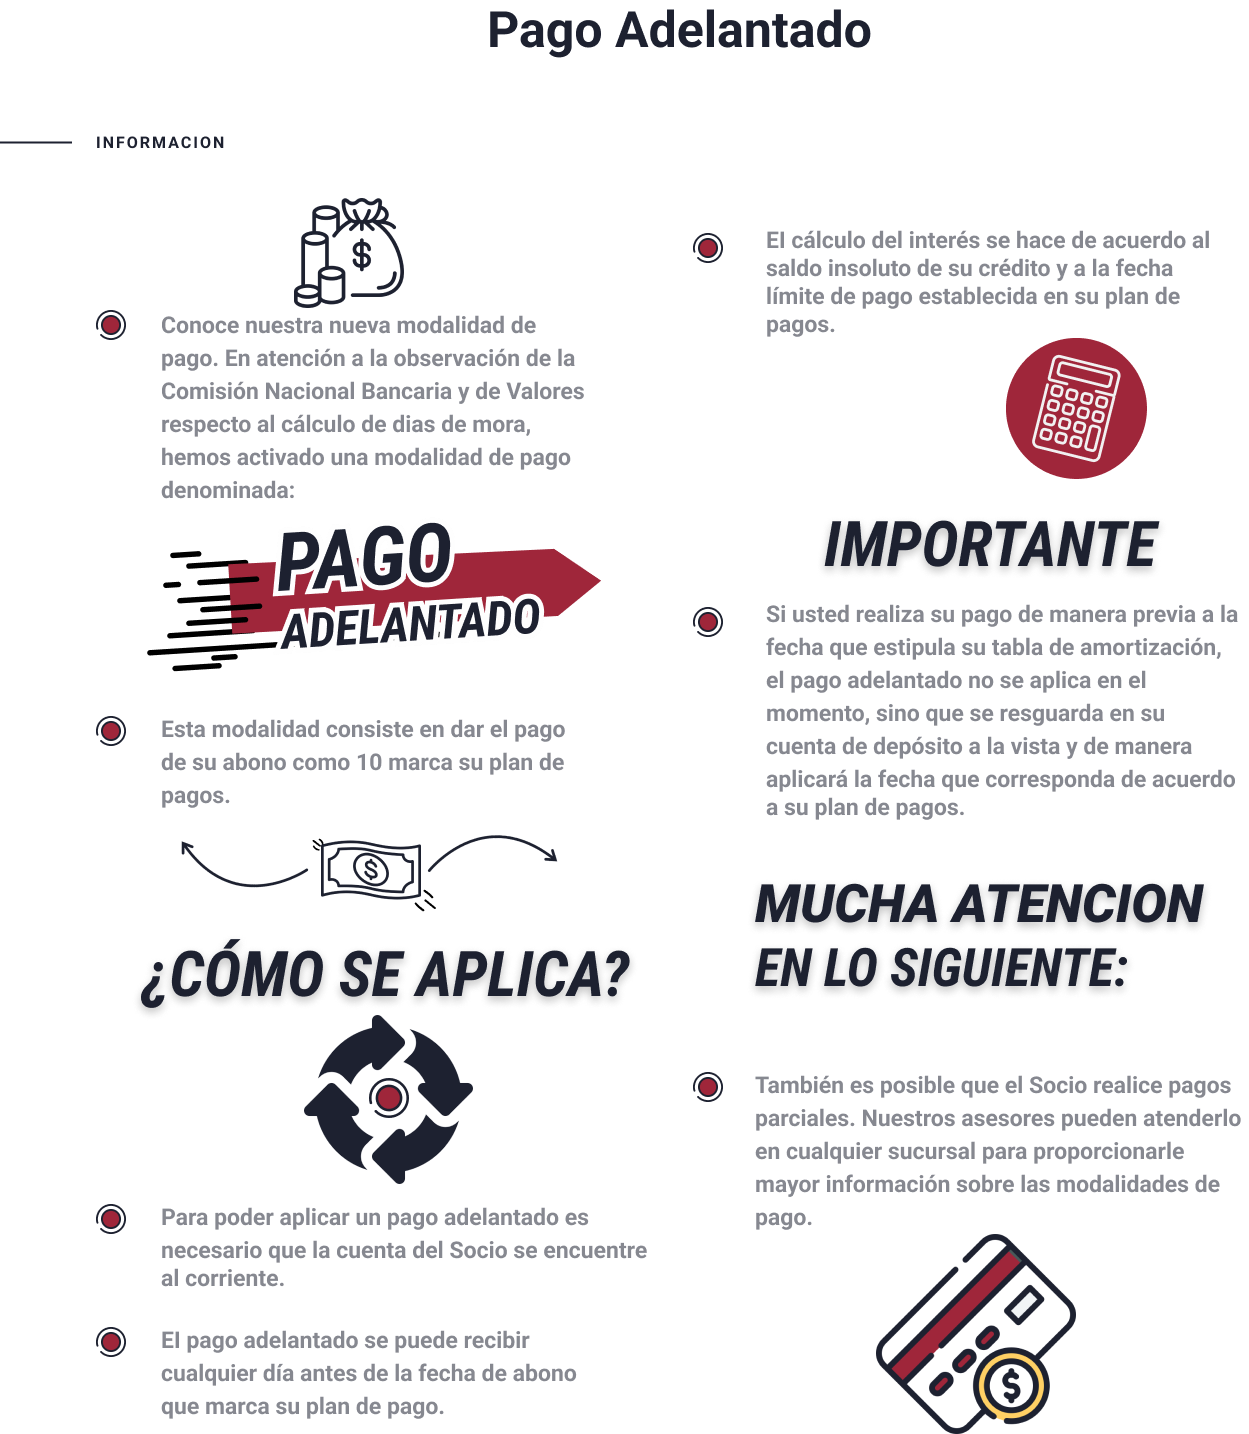 Pago Adelantado
INFORMACION
$
Conoce nuestra nueva modalidad de
pago. En atención a la observación de la
Comisión Nacional Bancaria y de Valores
respecto al cálculo de dias de mora,
hemos activado una modalidad de pago
denominada:
PAGO
ADELANTADO
Esta modalidad consiste en dar el pago
de su abono como 10 marca su plan de
pagos.
$
¿CÓMO SE APLICA?
Para poder aplicar un pago adelantado es
necesario que la cuenta del Socio se encuentre
al corriente.
El pago adelantado se puede recibir
cualquier día antes de la fecha de abono
que marca su plan de pago.
El cálculo del interés se hace de acuerdo al
saldo insoluto de su crédito y a la fecha
límite de pago establecida en su plan de
pagos.
IMPORTANTE
Si usted realiza su pago de manera previa a la
fecha que estipula su tabla de amortización,
el pago adelantado no se aplica en el
momento, sino que se resguarda en su
cuenta de depósito a la vista y de manera
aplicará la fecha que corresponda de acuerdo
a su plan de pagos.
MUCHA ATENCION
EN LO SIGUIENTE:
También es posible que el Socio realice pagos
parciales. Nuestros asesores pueden atenderlo
en cualquier sucursal para proporcionarle
mayor información sobre las modalidades de
pago.
$